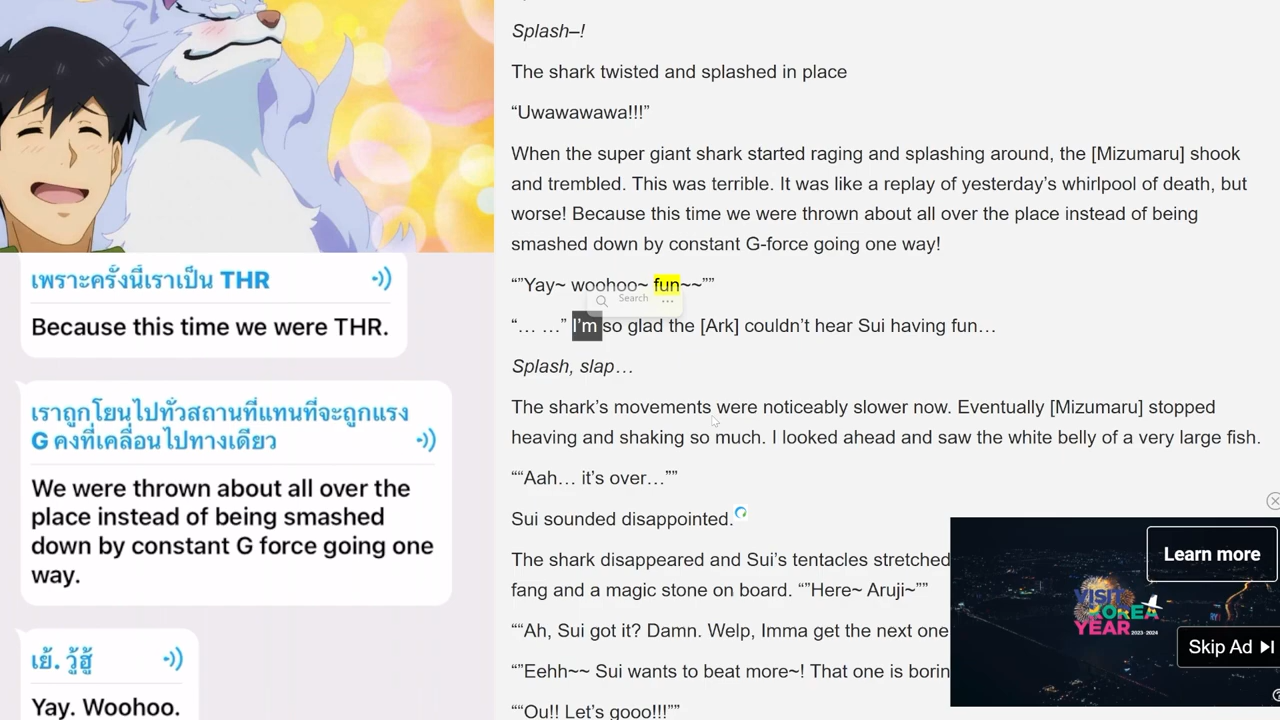 เพราะครั้งนี้เราเป็น THR
Because this time we were THR.
เราถูกโยนไปทั่วสถานที่แทนที่จะถูกแรง
G คงที่เคลื่อนไปทางเดียว
We were thrown about all over the
place instead of being smashed
down by constant G force going one
way.
เย้. วู้ฮู้
Yay. Woohoo.
Splash–!
The shark twisted and splashed in place
“Uwawawawa!!!”
When the super giant shark started raging and splashing around, the [Mizumaru] shook
and trembled. This was terrible. It was like a replay of yesterday’s whirlpool of death, but
worse! Because this time we were thrown about all over the place instead of being
smashed down by constant G-force going one way!
“”Yay~ woohoo~ fun~~””
Search
“… …” I’m so glad the [Ark] couldn’t hear Sui having fun…
Splash, slap…
The shark’s movements were noticeably slower now. Eventually [Mizumaru] stopped
heaving and shaking so much. I looked ahead and saw the white belly of a very large fish.
““Aah… it’s over…””
Sui sounded disappointed.
The shark disappeared and Sui’s tentacles stretched
fang and a magic stone on board. “”Here~ Aruji~””
““Ah, Sui got it? Damn. Welp, Imma get the next one
“”Eehh~~ Sui wants to beat more~! That one is borin
““Ou!! Let’s gooo!!!””
Learn more
VISIT
KOREA
YEAR 2023-2024
Skip Ad